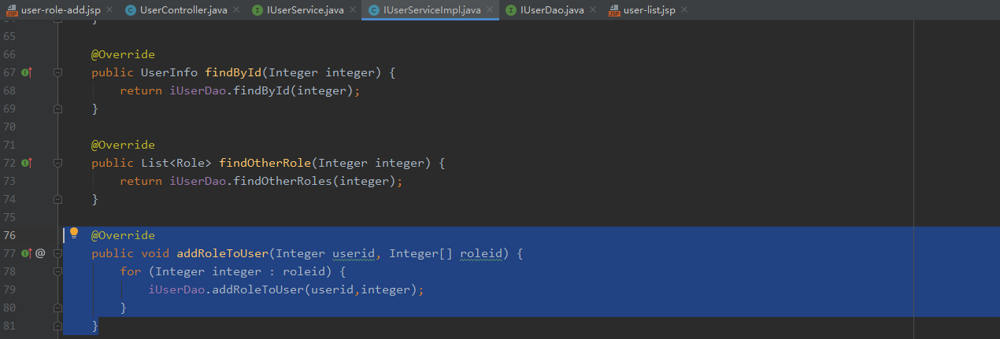 user-role-add.jsp UserController.java IUserService.java IUserServiceImpl.java IUserDao.java user-list.jsp
65
66 @Override
67 public UserInfo findById(Integer integer) {
68 return iUserDao.findById(integer);
69 }
70
71 @Override
72 public List<Role> findOtherRole(Integer integer) {
73 return iUserDao.findOtherRoles(integer);
74 }
75
76 @Override
77 @ public void addRoleToUser(Integer userid, Integer[] roleid) {
78 for (Integer integer : roleid) {
79 iUserDao.addRoleToUser(userid,integer);
80 }
81 }